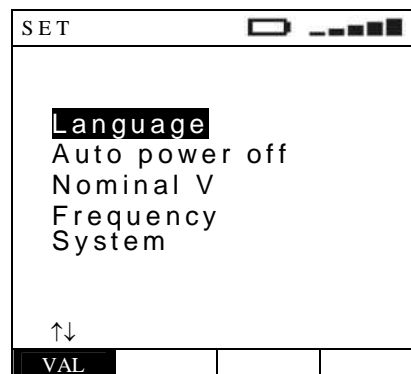 SET
Language
Auto power off
Nominal V
Frequency
System
↑↓
VAL